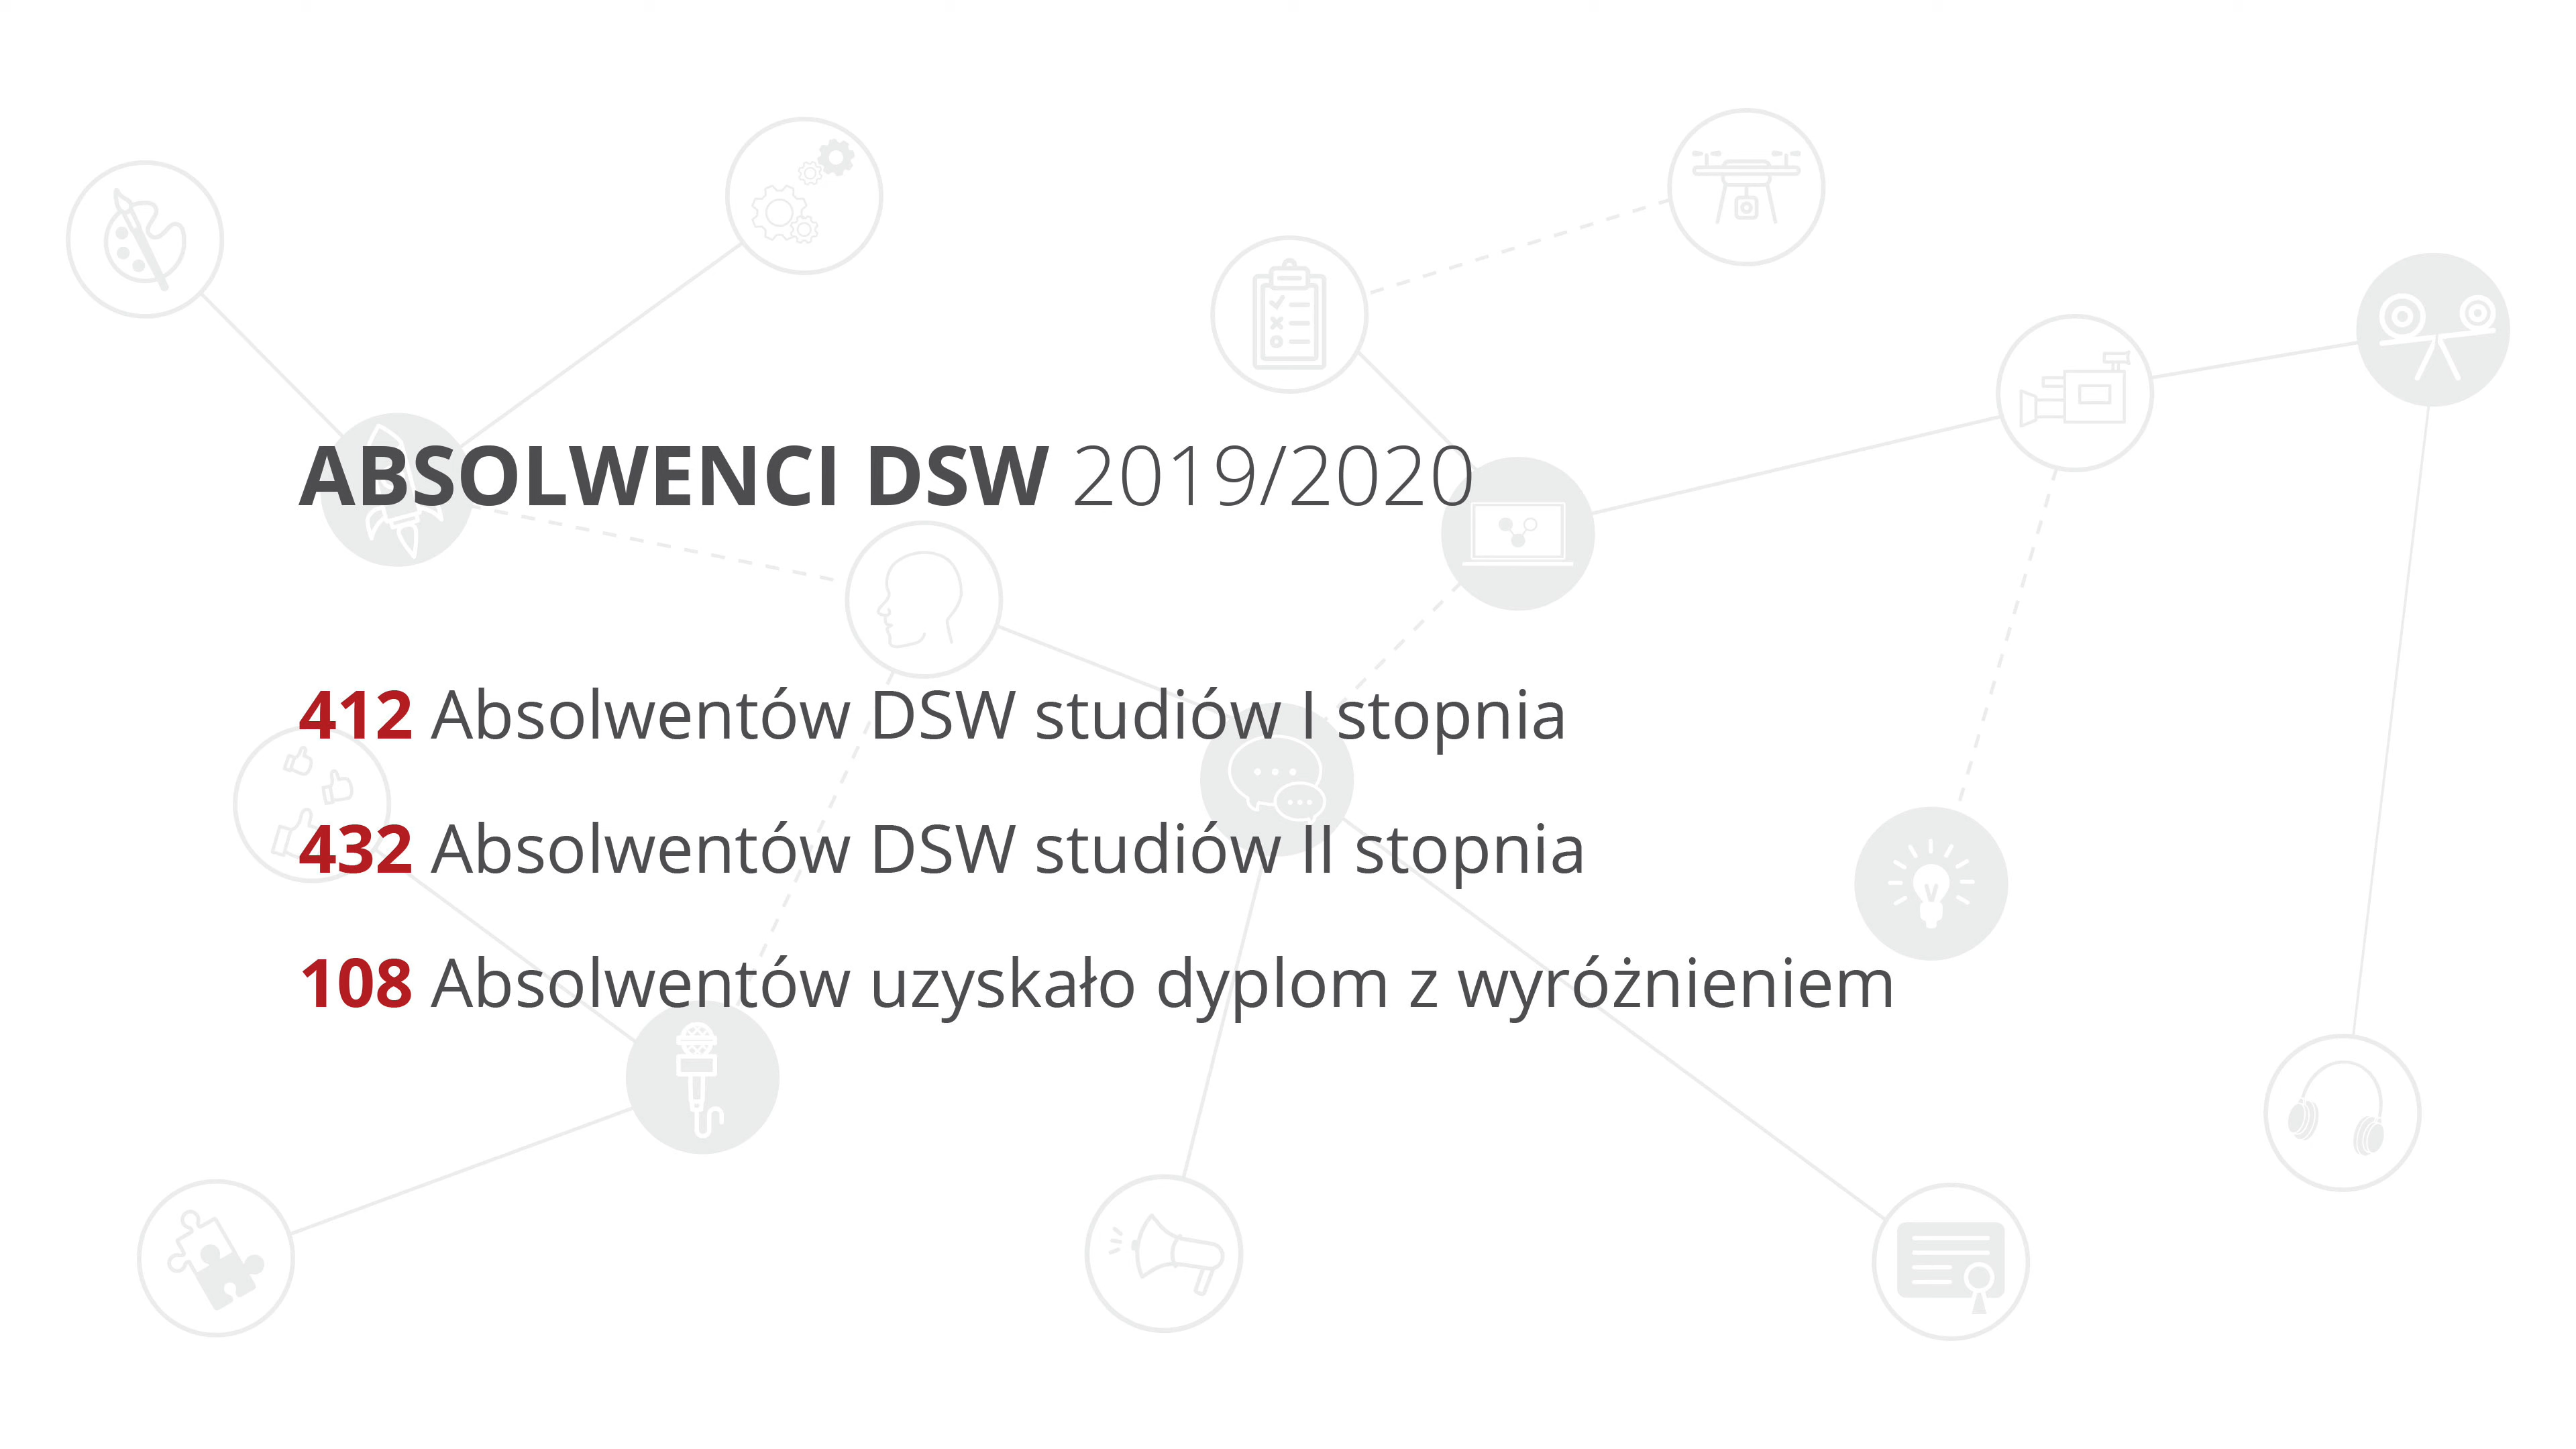 ABSOLWENCI DSW 2019/2020
412 Absolwentów DSW studiów I stopnia
432 Absolwentów DSW studiów II stopnia
108 Absolwentów uzyskało dyplom z wyróżnieniem